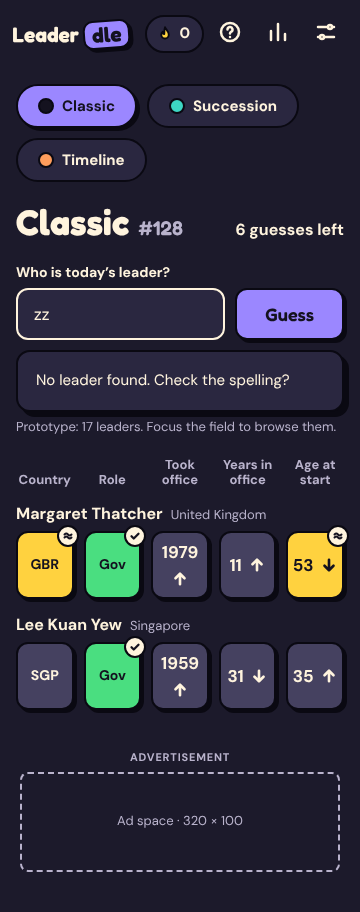 Leader dle 0
Classic
Succession
Timeline
Classic #128 6 guesses left
Who is today's leader?
zz Guess
No leader found. Check the spelling?
Prototype: 17 leaders. Focus the field to browse them.
Country Role Took office Years in office Age at start
Margaret Thatcher United Kingdom
GBR Gov 1979 ↑ 11 ↑ 53 ↓
Lee Kuan Yew Singapore
SGP Gov 1959 ↑ 31 ↓ 35 ↑
ADVERTISEMENT
Ad space · 320 × 100